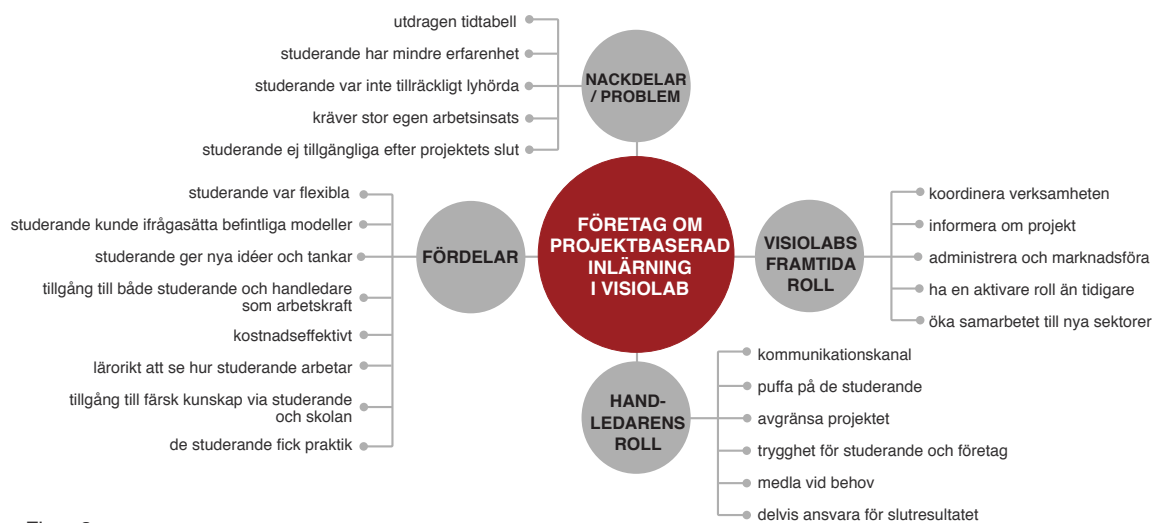 utdragen tidtabell
studerande har mindre erfarenhet
studerande var inte tillräckligt lyhörda
kräver stor egen arbetsinsats
studerande ej tillgängliga efter projektets slut
NACKDELAR
/ PROBLEM
studerande var flexibla
studerande kunde ifrågasätta befintliga modeller
studerande ger nya idéer och tankar
tillgång till både studerande och handledare
som arbetskraft
kostnadseffektivt
lärorikt att se hur studerande arbetar
tillgång till färsk kunskap via studerande
och skolan
de studerande fick praktik
FÖRDELAR
FÖRETAG OM
PROJEKTBASERAD
INLÄRNING
I VISIOLAB
VISIOLABS
FRAMTIDA
ROLL
koordinera verksamheten
informera om projekt
administrera och marknadsföra
ha en aktivare roll än tidigare
öka samarbetet till nya sektorer
HAND-
LEDARENS
ROLL
kommunikationskanal
puffa på de studerande
avgränsa projektet
trygghet för studerande och företag
medla vid behov
delvis ansvara för slutresultatet